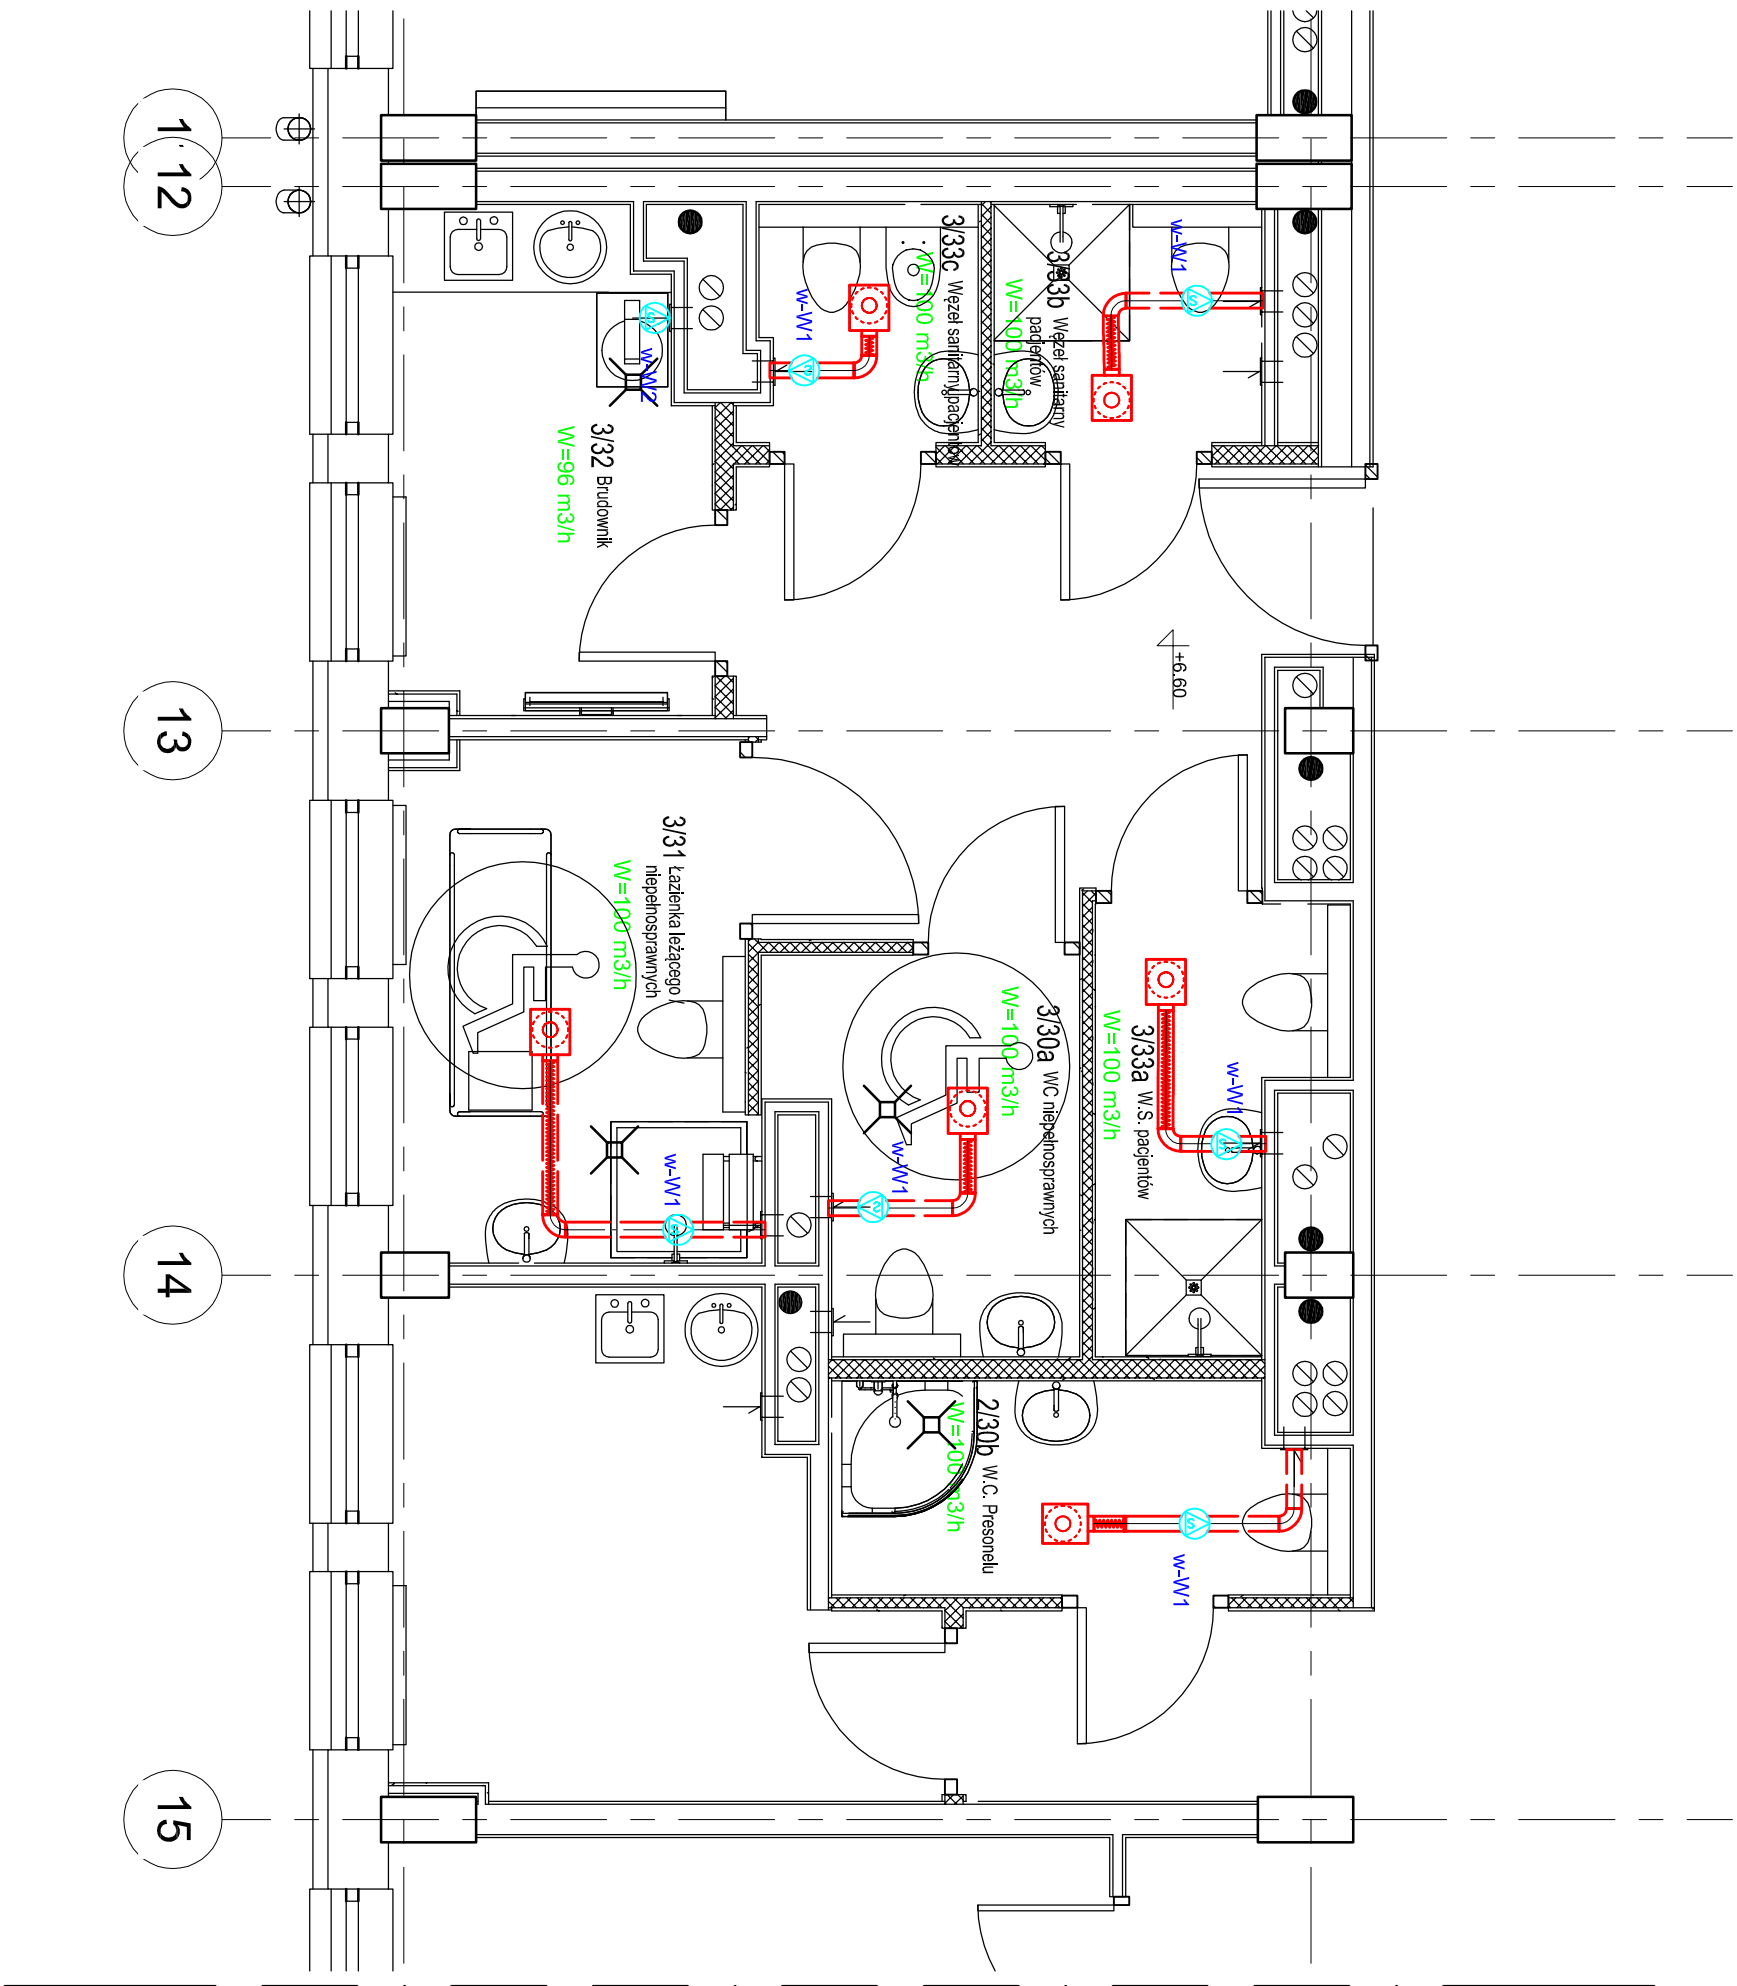 12
3/33c Węzeł sanitarny pacjentów
W=100 m3/h
w-W1
3/33b Węzeł sanitarny
pacjentów
W=100 m3/h
w-W1
w-W2
3/32 Brudownik
W=96 m3/h
+6.60
13
3/31 Łazienka leżącego /
niepełnosprawnych
W=100 m3/h
w-W1
3/30a WC niepełnosprawnych
W=100 m3/h
w-W1
3/33a W.S. pacjentów
W=100 m3/h
w-W1
14
2/30b W.C. Presonelu
W=100 m3/h
w-W1
15